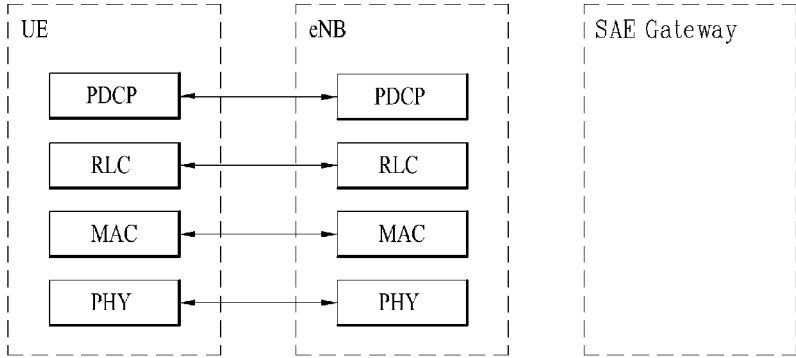 UE eNB SAE Gateway
PDCP PDCP
RLC RLC
MAC MAC
PHY PHY